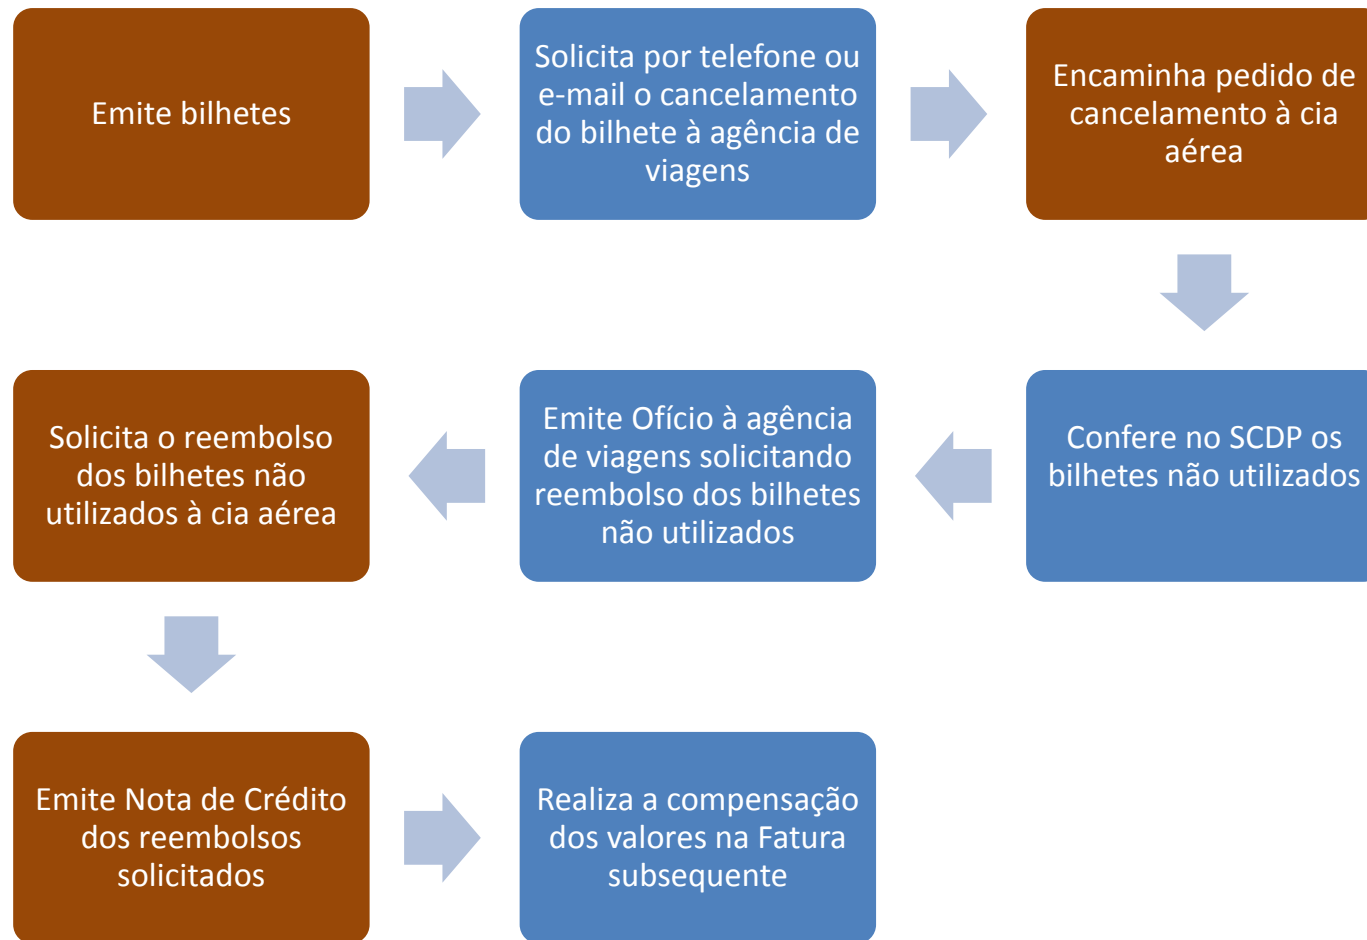 Emite bilhetes
Solicita por telefone ou
e-mail o cancelamento
do bilhete à agência de
viagens
Encaminha pedido de
cancelamento à cia
aérea
Confere no SCDP os
bilhetes não utilizados
Emite Ofício à agência
de viagens solicitando
reembolso dos bilhetes
não utilizados
Solicita o reembolso
dos bilhetes não
utilizados à cia aérea
Emite Nota de Crédito
dos reembolsos
solicitados
Realiza a compensação
dos valores na Fatura
subsequente